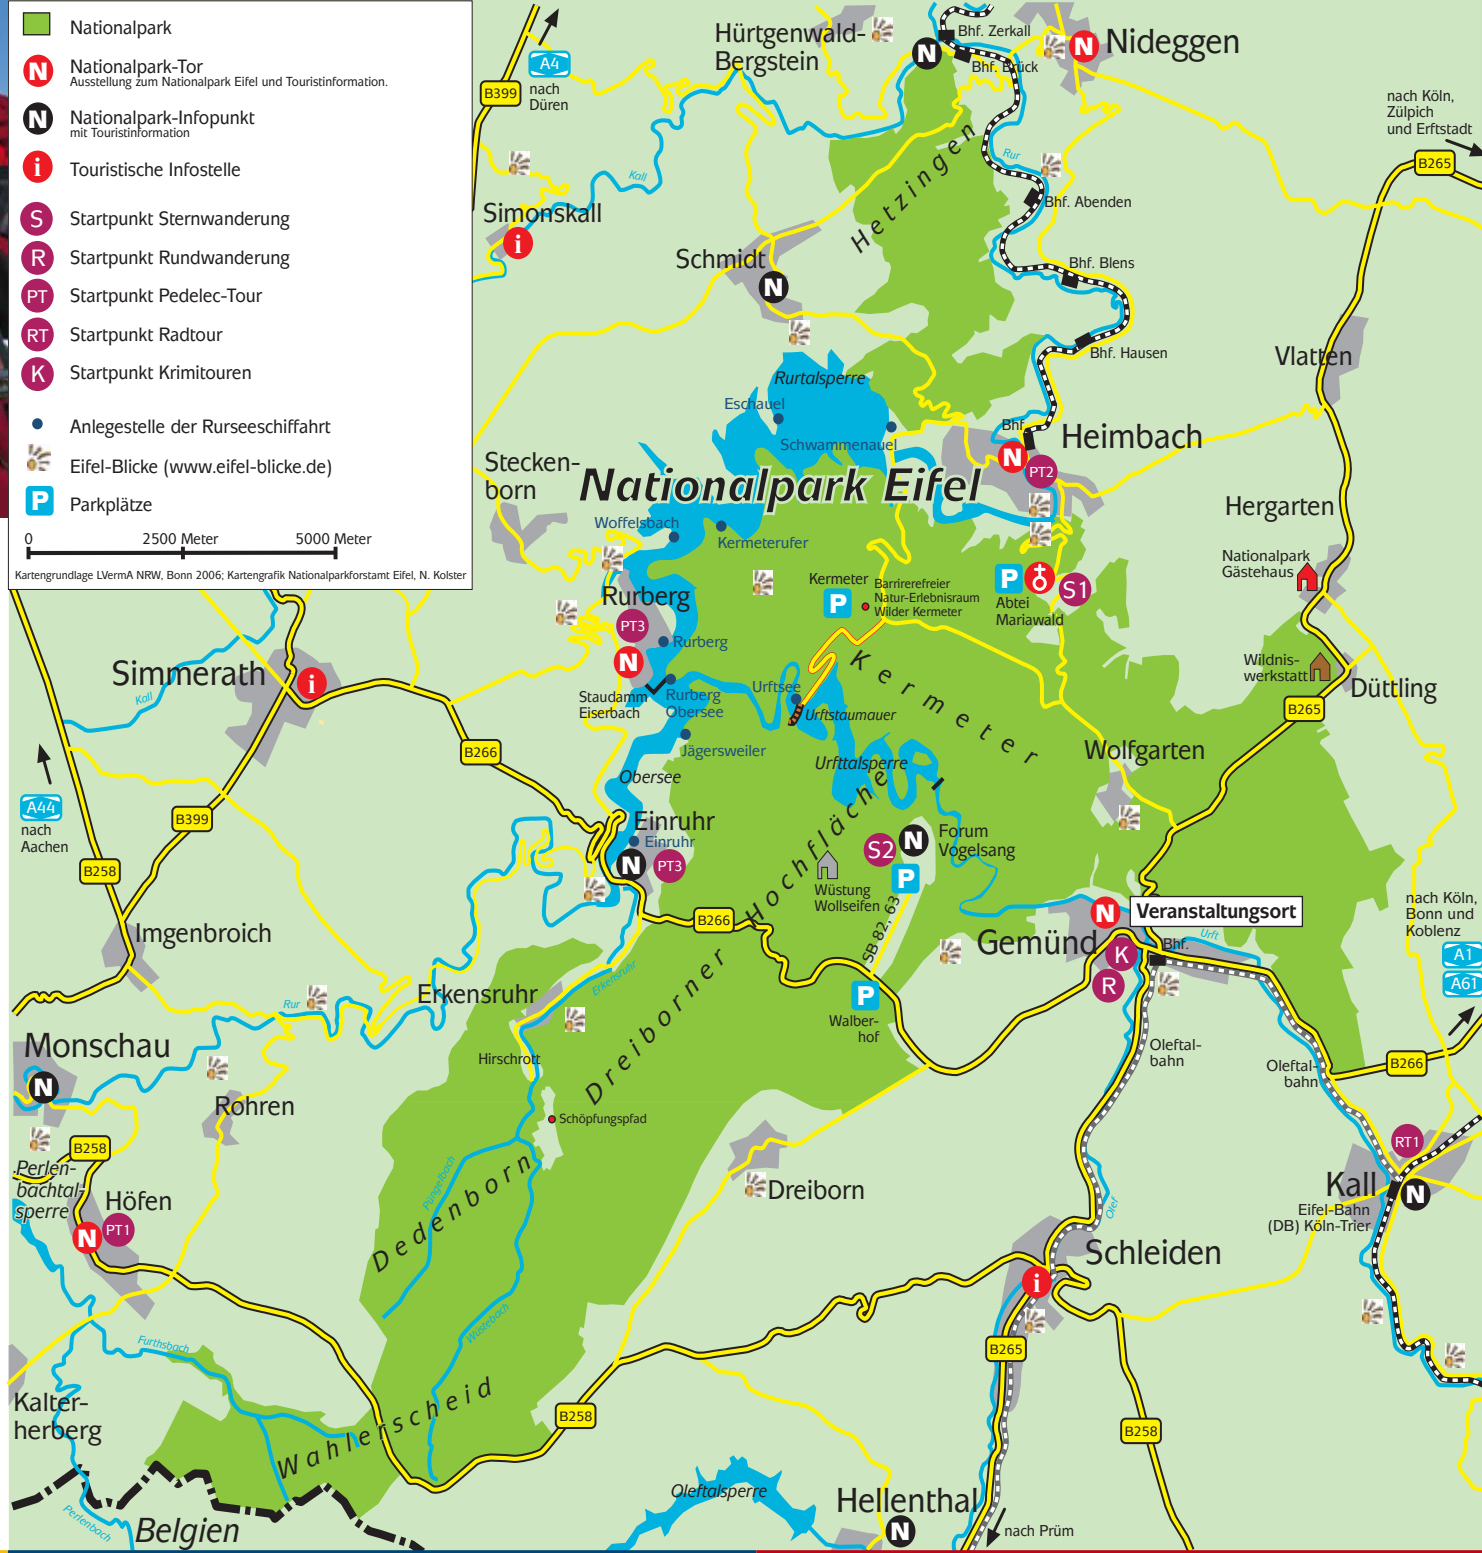 Nationalpark
N
Nationalpark-Tor
Ausstellung zum Nationalpark Eifel und Touristinformation.
N
Nationalpark-Infopunkt
mit Touristinformation
i
Touristische Infostelle
S
Startpunkt Sternwanderung
R
Startpunkt Rundwanderung
PT
Startpunkt Pedelec-Tour
RT
Startpunkt Radtour
K
Startpunkt Krimitouren
Anlegestelle der Rurseeschiffahrt
Eifel-Blicke (www.eifel-blicke.de)
P
Parkplätze
0
2500 Meter
5000 Meter
Kartengrundlage LVermA NRW, Bonn 2006; Kartengrafik Nationalparkforstamt Eifel, N. Kolster
A4
nach
Düren
B399
Hürtgenwald-
Bergstein
N
Bhf. Zerkall
Bhf. Brück
N
Nideggen
nach Köln,
Zülpich
und Erftstadt
B265
Kall
Rur
Hetzingen
Bhf. Abenden
Simonskall
i
Schmidt
N
Bhf. Blens
Bhf. Hausen
Vlatten
Rurtalsperre
Eschauel
Schwammenauel
Bhf
Heimbach
N
PT2
Stecken-
born
Nationalpark Eifel
Hergarten
Woffelsbach
Kermeterufer
Nationalpark
Gästehaus
Kermeter
P
Barrirerefreier
Natur-Erlebnisraum
Wilder Kermeter
P
Abtei
Mariawald
S1
Rurberg
PT3
Rurberg
N
Staudamm
Eiserbach
Rurberg
Obersee
Urftsee
Urftstaumauer
Kermeter
Wildnis-
werkstatt
Düttling
B265
Simmerath
i
Kall
B266
Jägersweiler
Obersee
Urfttalsperre
Wolfgarten
A44
nach
Aachen
B399
B258
Einruhr
Einruhr
N
PT3
S2
N
Forum
Vogelsang
P
Wüstung
Wollseifen
SB 82, 63
B266
Dreiborner Hochfläche
N
Veranstaltungsort
Gemünd
K
R
Bhf.
Urft
nach Köln,
Bonn und
Koblenz
A1
A61
Imgenbroich
Erkensruhr
Erkensruhr
Rur
P
Walber-
hof
Monschau
N
Hirschrott
Oleftal-
bahn
Oleftal-
bahn
B266
Rohren
Schöpfungspfad
B258
Perlen-
bachtal-
sperre
Höfen
N
PT1
Püngelbach
Dedenborn
Dreiborn
RT1
Kall
N
Eifel-Bahn
(DB) Köln-Trier
Olef
Schleiden
i
Wüstebach
Furthsbach
B265
Kalter-
herberg
Wahlerscheid
B258
B258
Perlenbach
Belgien
Oleftalsperre
Hellenthal
N
nach Prüm